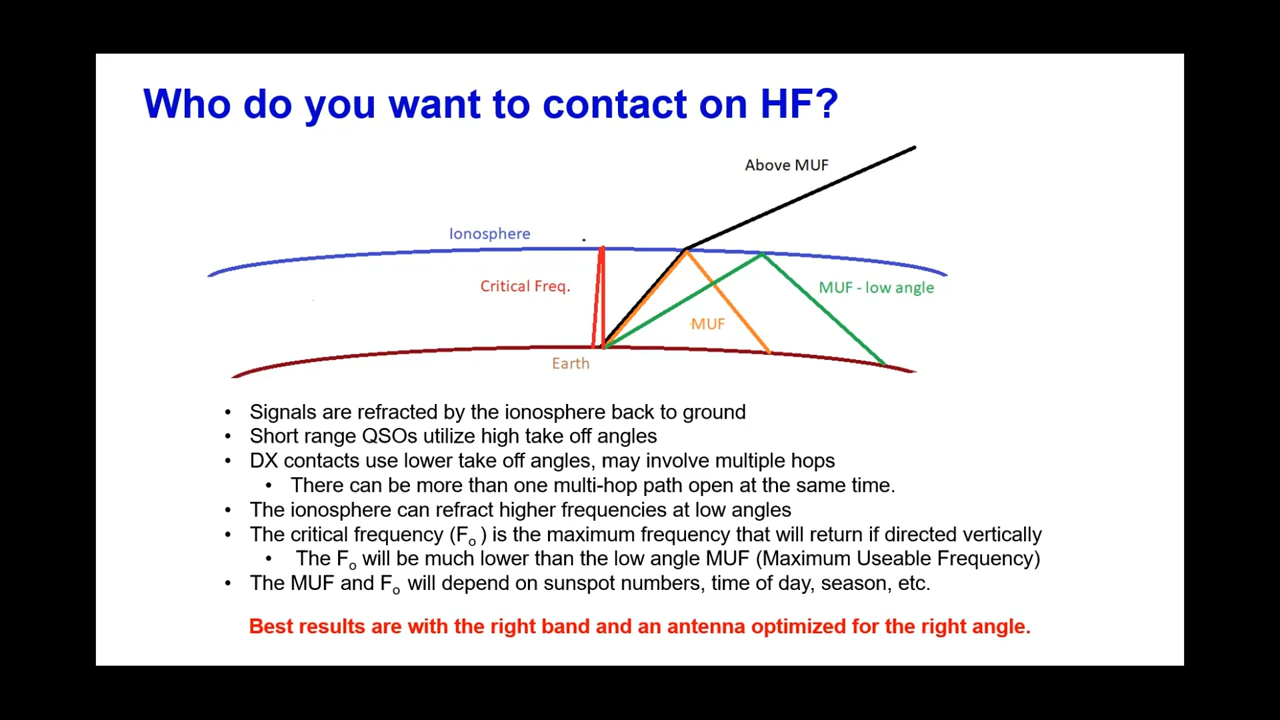 Who do you want to contact on HF?
Above MUF
Ionosphere
Critical Freq.
MUF - low angle
MUF
Earth
• Signals are refracted by the ionosphere back to ground
• Short range QSOs utilize high take off angles
• DX contacts use lower take off angles, may involve multiple hops
• There can be more than one multi-hop path open at the same time.
• The ionosphere can refract higher frequencies at low angles
• The critical frequency (Fo ) is the maximum frequency that will return if directed vertically
• The Fo will be much lower than the low angle MUF (Maximum Useable Frequency)
• The MUF and Fo will depend on sunspot numbers, time of day, season, etc.
Best results are with the right band and an antenna optimized for the right angle.